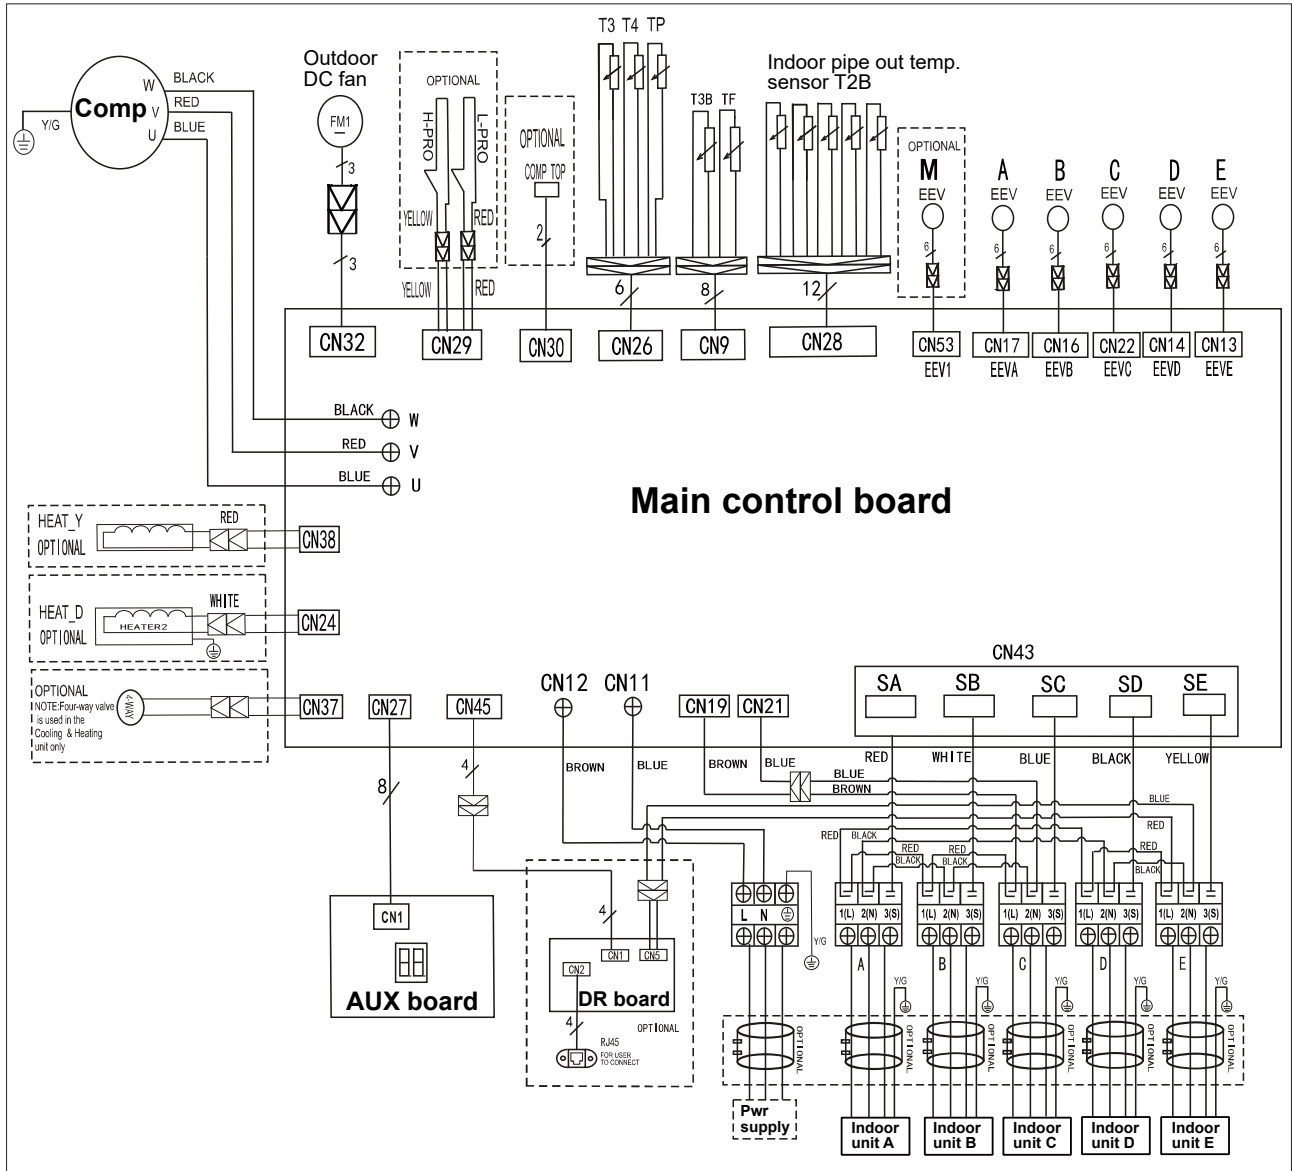 T3 T4 TP
Outdoor
DC fan
Indoor pipe out temp.
sensor T2B
W
BLACK
Comp
V
RED
Y/G
U
BLUE
FM1
3
3
OPTIONAL
H-PRO
L-PRO
YELLOW
RED
YELLOW
RED
OPTIONAL
COMP TOP
2
T3B TF
6
8
12
OPTIONAL
M A B C D E
EEV EEV EEV EEV EEV EEV
6 6 6 6 6 6
CN32
CN29
CN30
CN26
CN9
CN28
CN53 CN17 CN16 CN22 CN14 CN13
EEV1 EEVA EEVB EEVC EEVD EEVE
BLACK W
RED V
BLUE U
Main control board
HEAT_Y
OPTIONAL
RED
CN38
HEAT_D
OPTIONAL
WHITE
HEATER2
CN24
OPTIONAL
NOTE:Four-way valve
is used in the
Cooling & Heating
unit only
4-WAY
CN37
CN27
CN45
CN12 CN11
CN19 CN21
CN43
SA SB SC SD SE
RED WHITE BLUE BLACK YELLOW
BROWN BLUE BROWN BLUE
BLUE
BROWN
4
8
BLUE
RED
RED BLACK
RED
BLACK
RED
BLACK
RED
BLACK
L N
Y/G
1(L) 2(N) 3(S)
1(L) 2(N) 3(S)
1(L) 2(N) 3(S)
1(L) 2(N) 3(S)
1(L) 2(N) 3(S)
A B C D E
Y/G Y/G Y/G Y/G Y/G
CN1
AUX board
4
CN1 CN5
CN2
DR board
4
OPTIONAL
RJ45
FOR USER
TO CONNECT
OPTIONAL OPTIONAL OPTIONAL OPTIONAL OPTIONAL OPTIONAL
Pwr
supply
Indoor
unit A
Indoor
unit B
Indoor
unit C
Indoor
unit D
Indoor
unit E